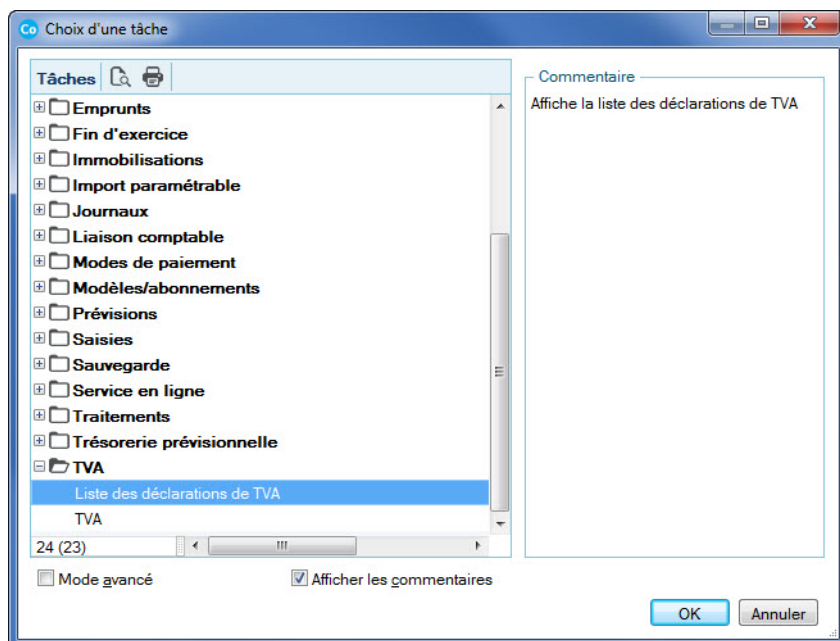 Co Choix d'une tâche
Tâches
Commentaire
Affiche la liste des déclarations de TVA
Emprunts
Fin d'exercice
Immobilisations
Import paramétrable
Journaux
Liaison comptable
Modes de paiement
Modèles/abonnements
Prévisions
Saisies
Sauvegarde
Service en ligne
Traitements
Trésorerie prévisionnelle
TVA
Liste des déclarations de TVA
TVA
24 (23)
Mode avancé
Afficher les commentaires
OK
Annuler